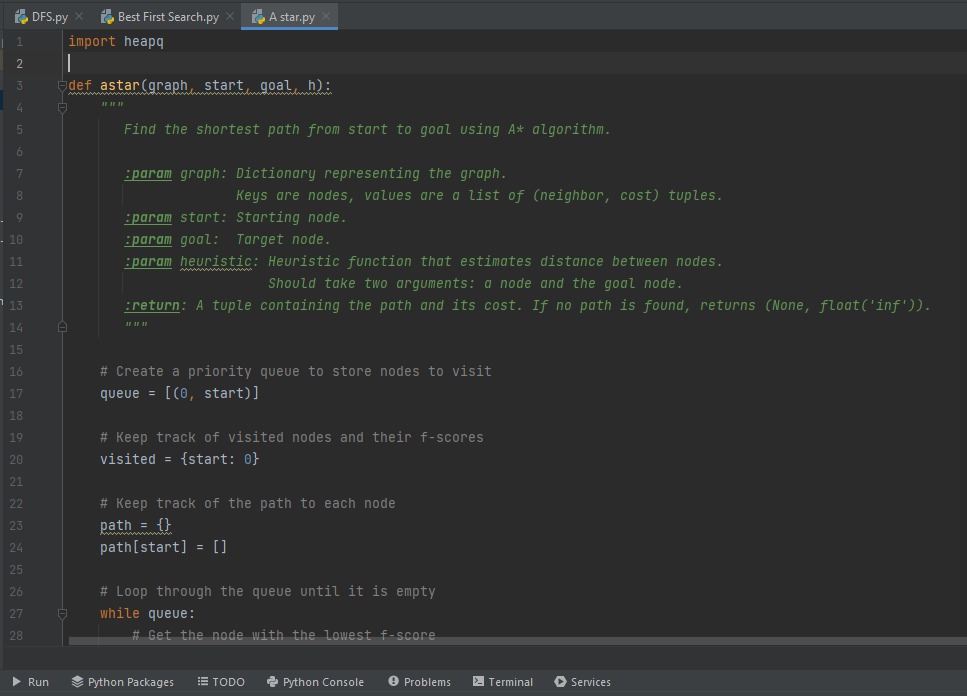 DFS.py Best First Search.py A star.py
1 import heapq
2
3 def astar(graph, start, goal, h):
4 """
5 Find the shortest path from start to goal using A* algorithm.
6
7 :param graph: Dictionary representing the graph.
8 Keys are nodes, values are a list of (neighbor, cost) tuples.
9 :param start: Starting node.
10 :param goal: Target node.
11 :param heuristic: Heuristic function that estimates distance between nodes.
12 Should take two arguments: a node and the goal node.
13 :return: A tuple containing the path and its cost. If no path is found, returns (None, float('inf')).
14 """
15
16 # Create a priority queue to store nodes to visit
17 queue = [(0, start)]
18
19 # Keep track of visited nodes and their f-scores
20 visited = {start: 0}
21
22 # Keep track of the path to each node
23 path = {}
24 path[start] = []
25
26 # Loop through the queue until it is empty
27 while queue:
28 # Get the node with the lowest f-score
Run Python Packages TODO Python Console Problems Terminal Services